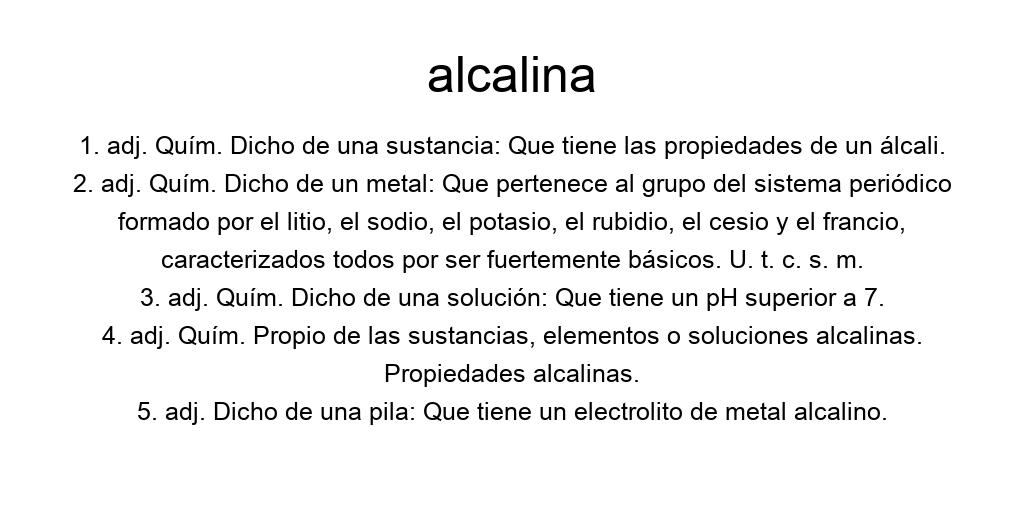 alcalina
1. adj. Quím. Dicho de una sustancia: Que tiene las propiedades de un álcali.
2. adj. Quím. Dicho de un metal: Que pertenece al grupo del sistema periódico
formado por el litio, el sodio, el potasio, el rubidio, el cesio y el francio,
caracterizados todos por ser fuertemente básicos. U. t. c. s. m.
3. adj. Quím. Dicho de una solución: Que tiene un pH superior a 7.
4. adj. Quím. Propio de las sustancias, elementos o soluciones alcalinas.
Propiedades alcalinas.
5. adj. Dicho de una pila: Que tiene un electrolito de metal alcalino.